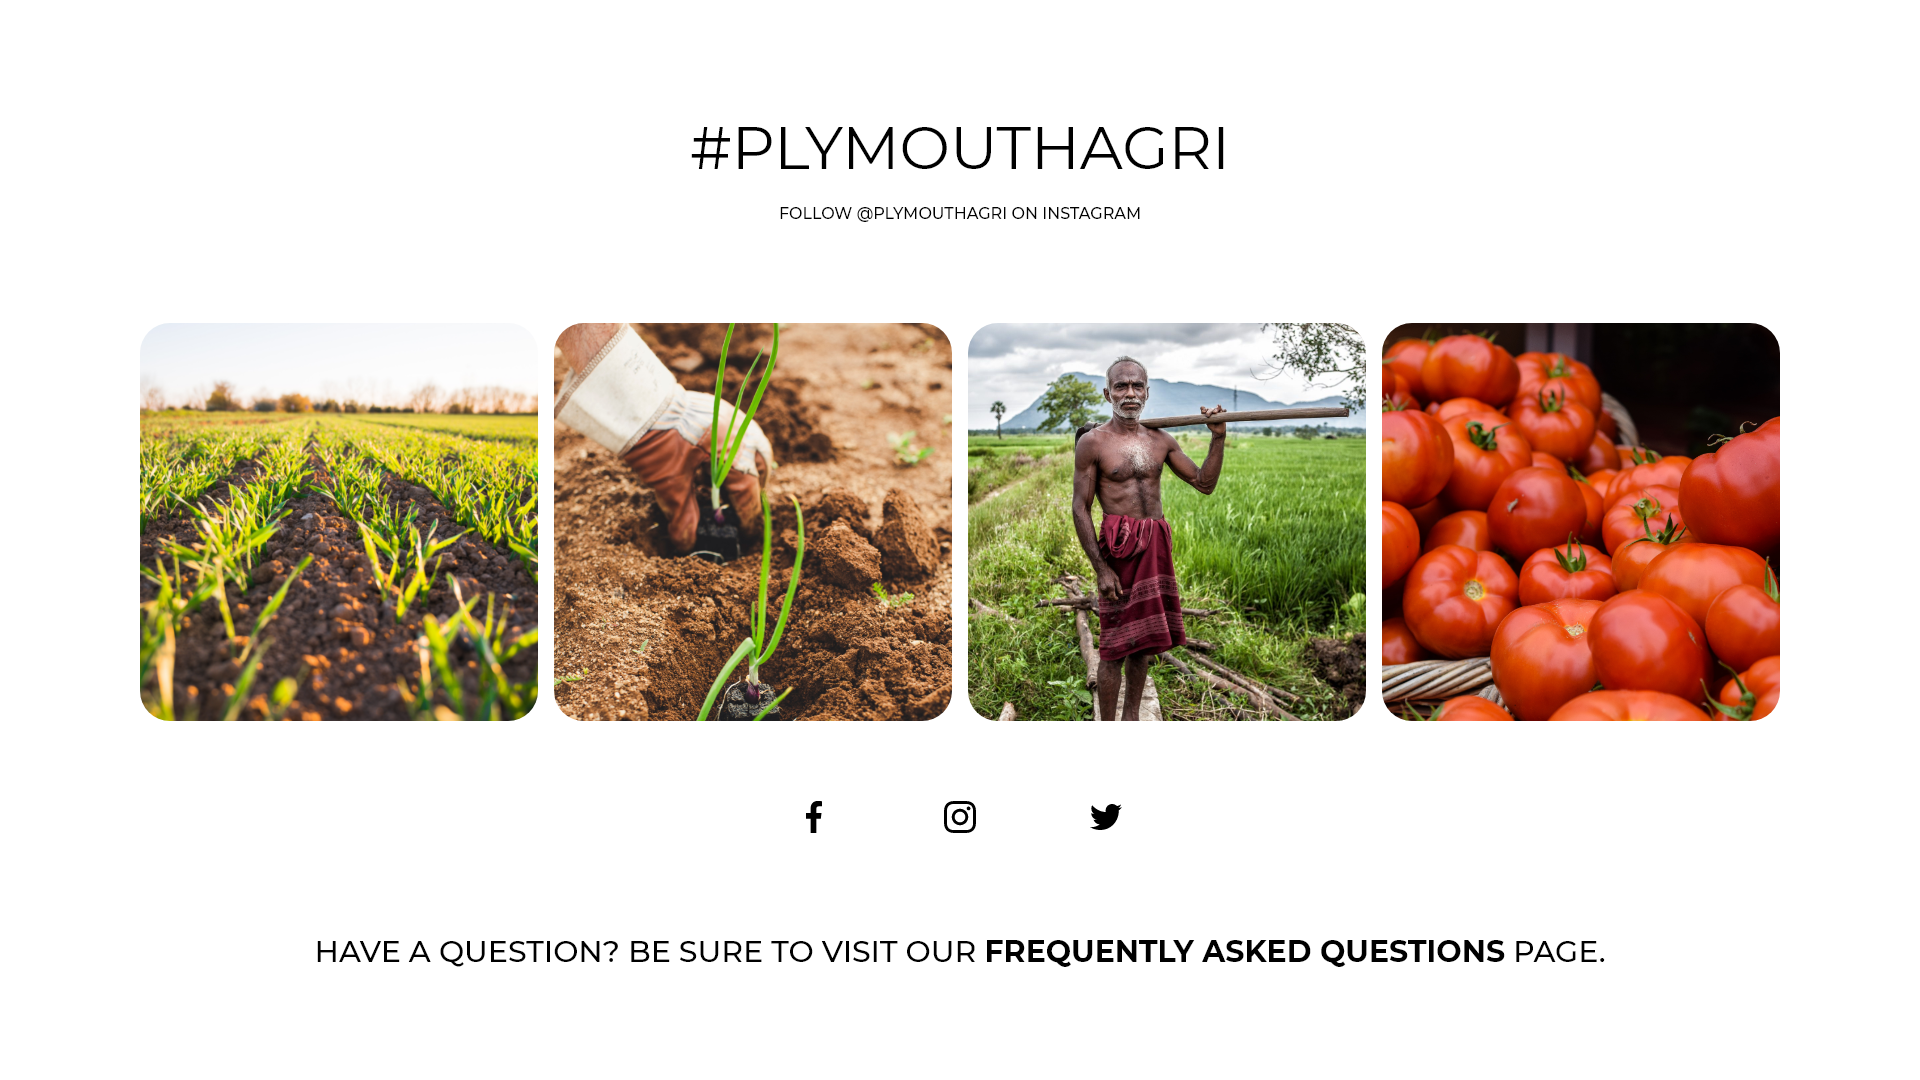 #PLYMOUTHAGRI
FOLLOW @PLYMOUTHAGRI ON INSTAGRAM
HAVE A QUESTION? BE SURE TO VISIT OUR FREQUENTLY ASKED QUESTIONS PAGE.